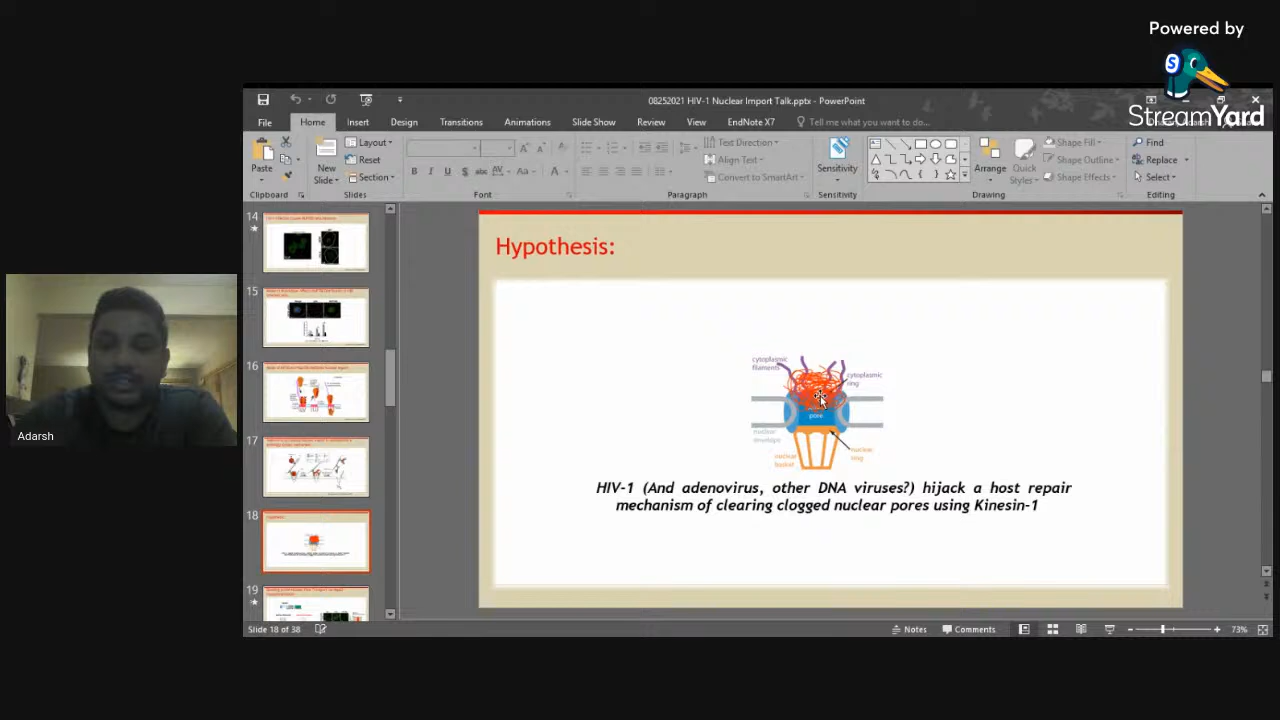 Powered by
S
StreamYard
08252021 HIV-1 Nuclear Import Talk.pptx - PowerPoint
File
Home
Insert
Design
Transitions
Animations
Slide Show
Review
View
EndNote X7
Tell me what you want to do...
Paste
Clipboard
New
Slide
Layout
Reset
Section
Slides
B I U S abc AV Aa A
Font
Text Direction
Align Text
Convert to SmartArt
Paragraph
Sensitivity
Sensitivity
Arrange
Quick
Styles
Shape Fill
Shape Outline
Shape Effects
Drawing
Find
Replace
Select
Editing
14
15
16
17
18
19
Hypothesis:
cytoplasmic
filaments
cytoplasmic
ring
pore
nuclear
envelope
nuclear
basket
nuclear
ring
HIV-1 (And adenovirus, other DNA viruses?) hijack a host repair
mechanism of clearing clogged nuclear pores using Kinesin-1
Adarsh
Slide 18 of 38
Notes
Comments
73%